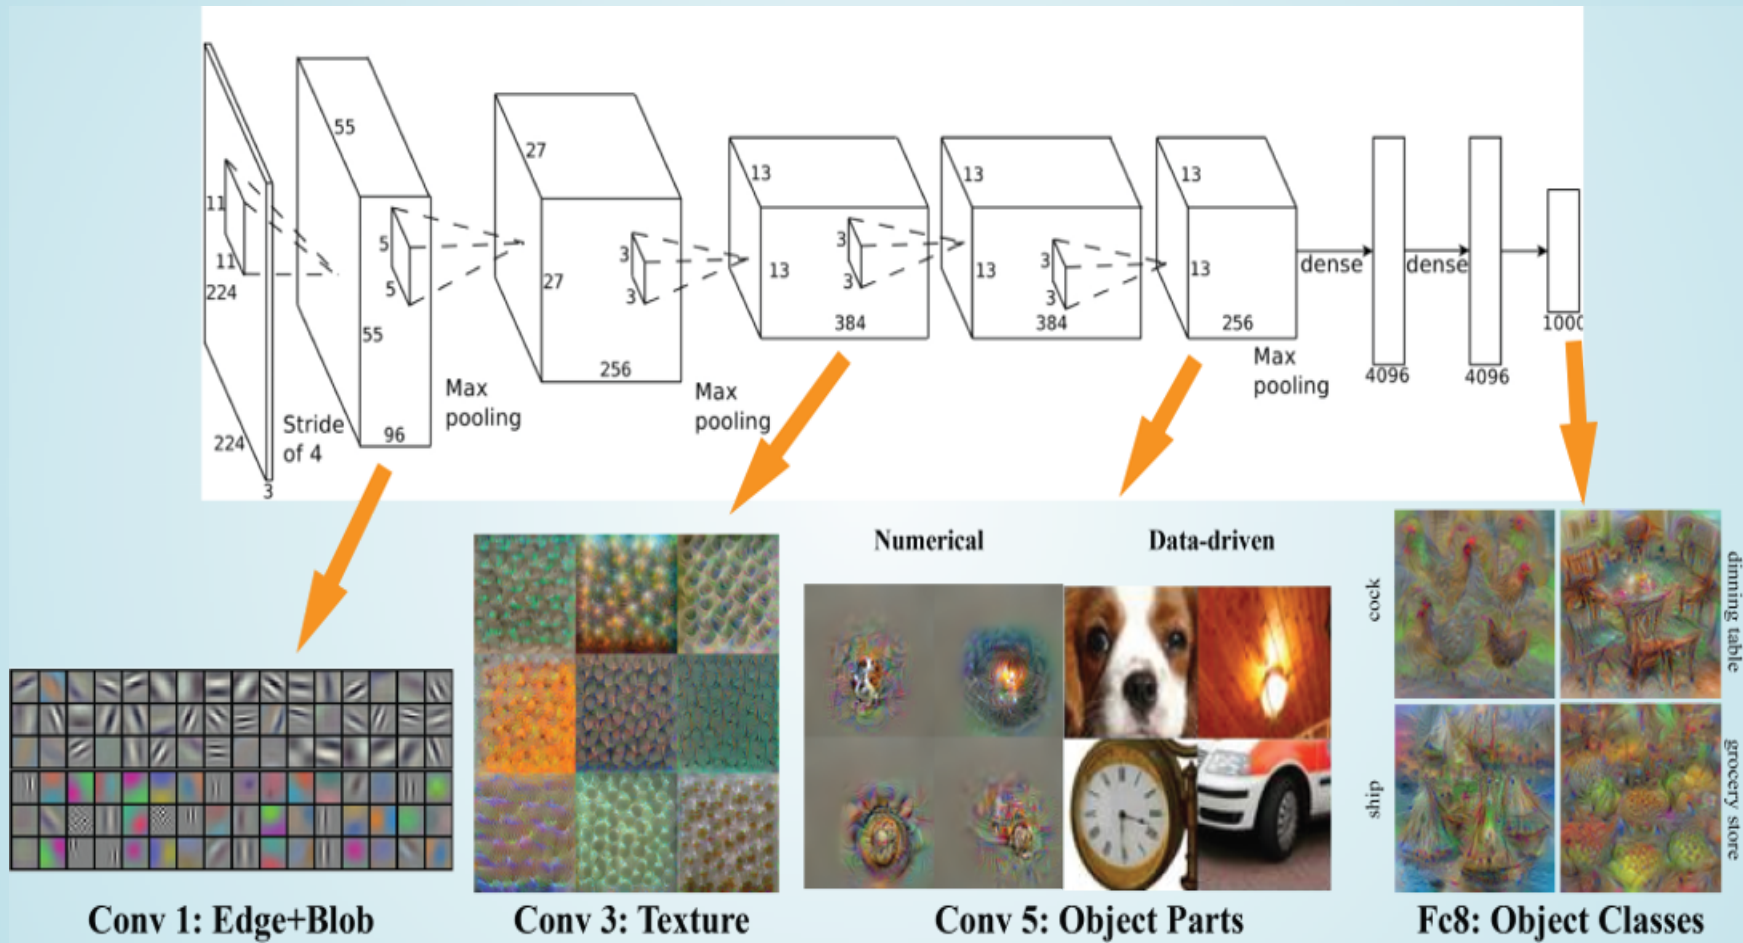 55
27
13
13
13
11
5
3
3
3
11
5
3
3
3
224
55
27
13
13
13
dense
dense
224
3
Stride
of 4
96
Max
pooling
256
Max
pooling
384
384
256
Max
pooling
4096
4096
1000
Numerical
Data-driven
cock
ship
dinning table
grocery store
Conv 1: Edge+Blob
Conv 3: Texture
Conv 5: Object Parts
Fc8: Object Classes